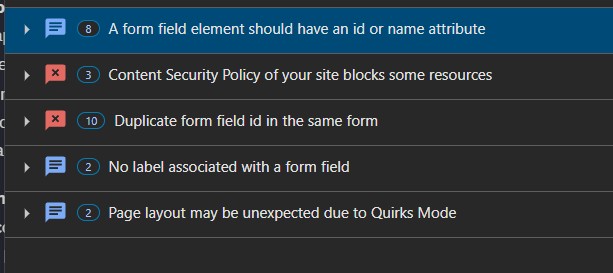 8 A form field element should have an id or name attribute
3 Content Security Policy of your site blocks some resources
10 Duplicate form field id in the same form
2 No label associated with a form field
2 Page layout may be unexpected due to Quirks Mode